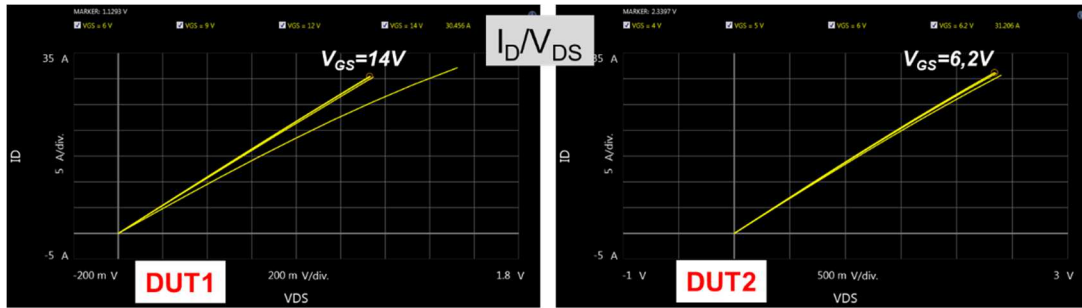 MARKER: 1.1293 V
VGS = 6 V VGS = 9 V VGS = 12 V VGS = 14 V 30.456 A
35 A
VGS=14V
ID
5 A/div.
-5 A
-200 m V
200 m V/div.
1.8 V
VDS
DUT1
ID/VDS
MARKER: 2.3397 V
VGS = 4 V VGS = 5 V VGS = 6 V VGS = 6.2 V 31.206 A
35 A
VGS=6,2V
ID
5 A/div.
-5 A
-1 V
500 m V/div.
3 V
VDS
DUT2